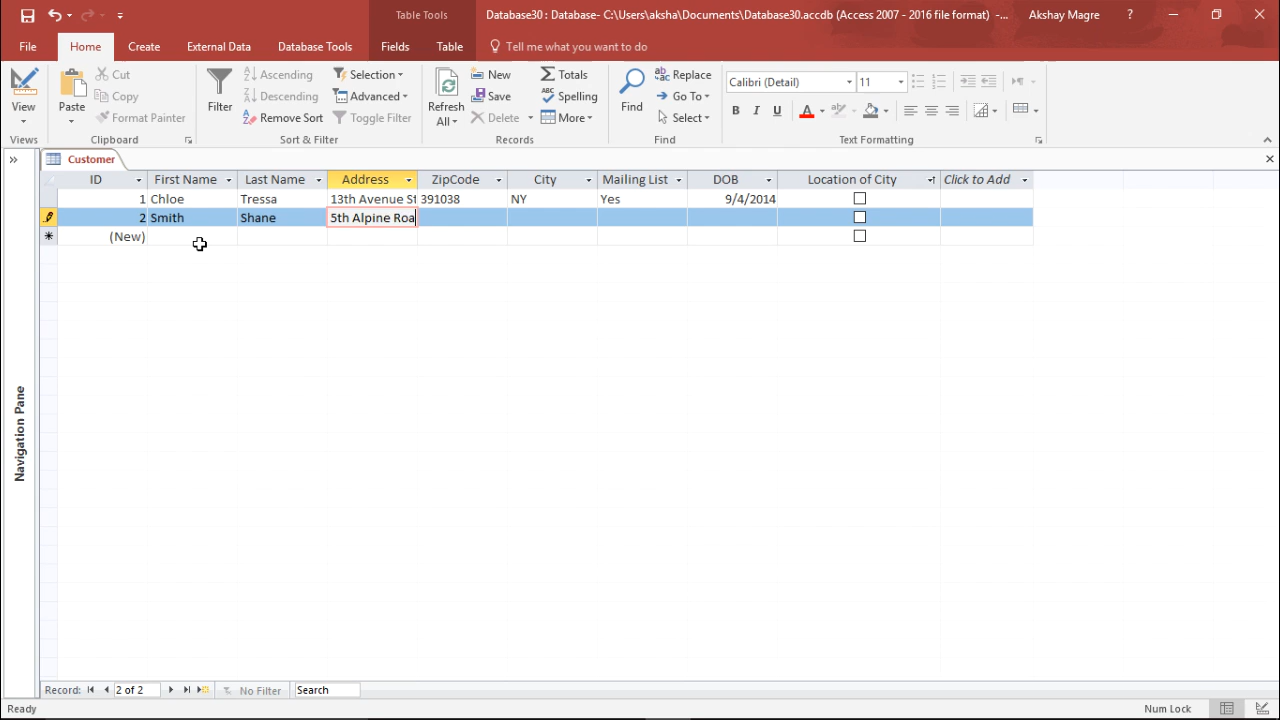 Table Tools
Database30 : Database- C:\Users\aksha\Documents\Database30.accdb (Access 2007 - 2016 file format) -...
Akshay Magre
?
File
Home
Create
External Data
Database Tools
Fields
Table
Tell me what you want to do
View
Paste
Cut
Copy
Format Painter
Filter
Ascending
Descending
Remove Sort
Selection
Advanced
Toggle Filter
Refresh
All
New
Save
Delete
Totals
Spelling
More
Find
Replace
Go To
Select
Calibri (Detail)
11
B I U A
Views
Clipboard
Sort & Filter
Records
Find
Text Formatting
Customer
ID First Name Last Name Address ZipCode City Mailing List DOB Location of City Click to Add
1 Chloe Tressa 13th Avenue St 391038 NY Yes 9/4/2014
2 Smith Shane 5th Alpine Roa
(New)
Navigation Pane
Record: 2 of 2 No Filter Search
Ready
Num Lock